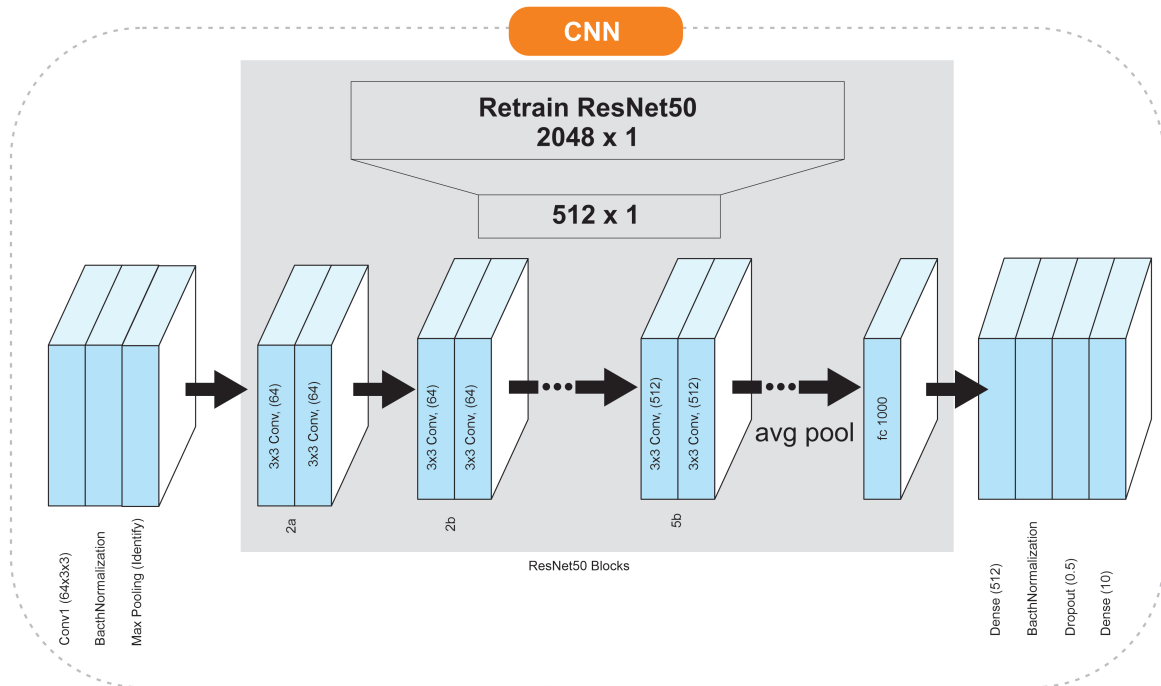 CNN
Retrain ResNet50
2048 x 1
512 x 1
3x3 Conv, (64)
3x3 Conv, (64)
3x3 Conv, (64)
3x3 Conv, (64)
3x3 Conv, (512)
3x3 Conv, (512)
avg pool
fc 1000
2a
2b
5b
ResNet50 Blocks
Conv1 (64x3x3)
BacthNormalization
Max Pooling (Identify)
Dense (512)
BacthNormalization
Dropout (0.5)
Dense (10)